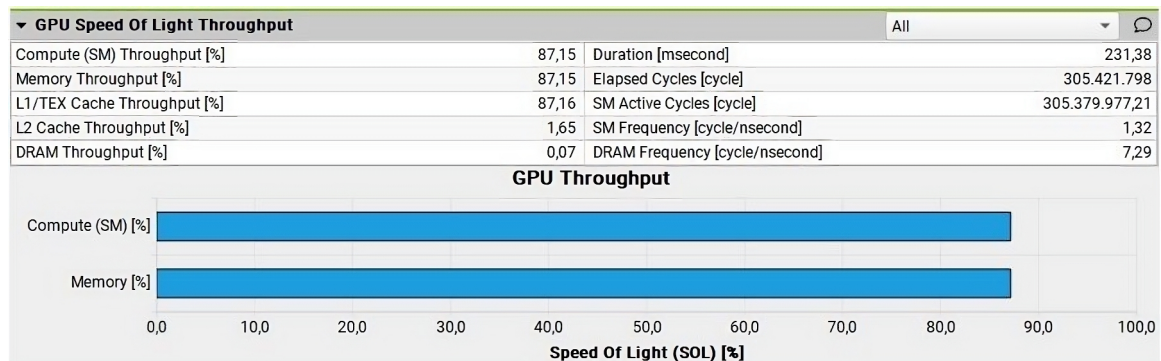 GPU Speed Of Light Throughput All
Compute (SM) Throughput [%] 87,15 Duration [msecond] 231,38
Memory Throughput [%] 87,15 Elapsed Cycles [cycle] 305.421.798
L1/TEX Cache Throughput [%] 87,16 SM Active Cycles [cycle] 305.379.977,21
L2 Cache Throughput [%] 1,65 SM Frequency [cycle/nsecond] 1,32
DRAM Throughput [%] 0,07 DRAM Frequency [cycle/nsecond] 7,29
GPU Throughput
Compute (SM) [%]
Memory [%]
0,0 10,0 20,0 30,0 40,0 50,0 60,0 70,0 80,0 90,0 100,0
Speed Of Light (SOL) [%]